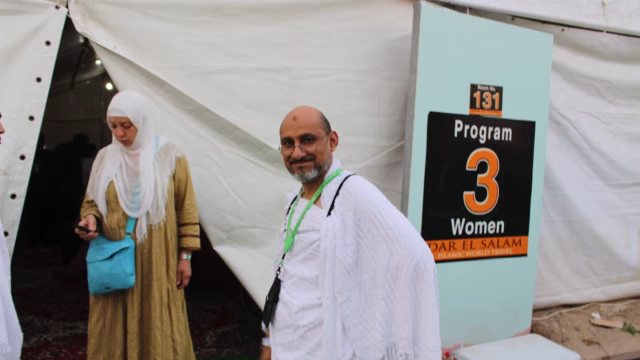 Room No.
131
Program
3
Women
DAR EL SALAM
ISLAMIC WORLD TRAVEL